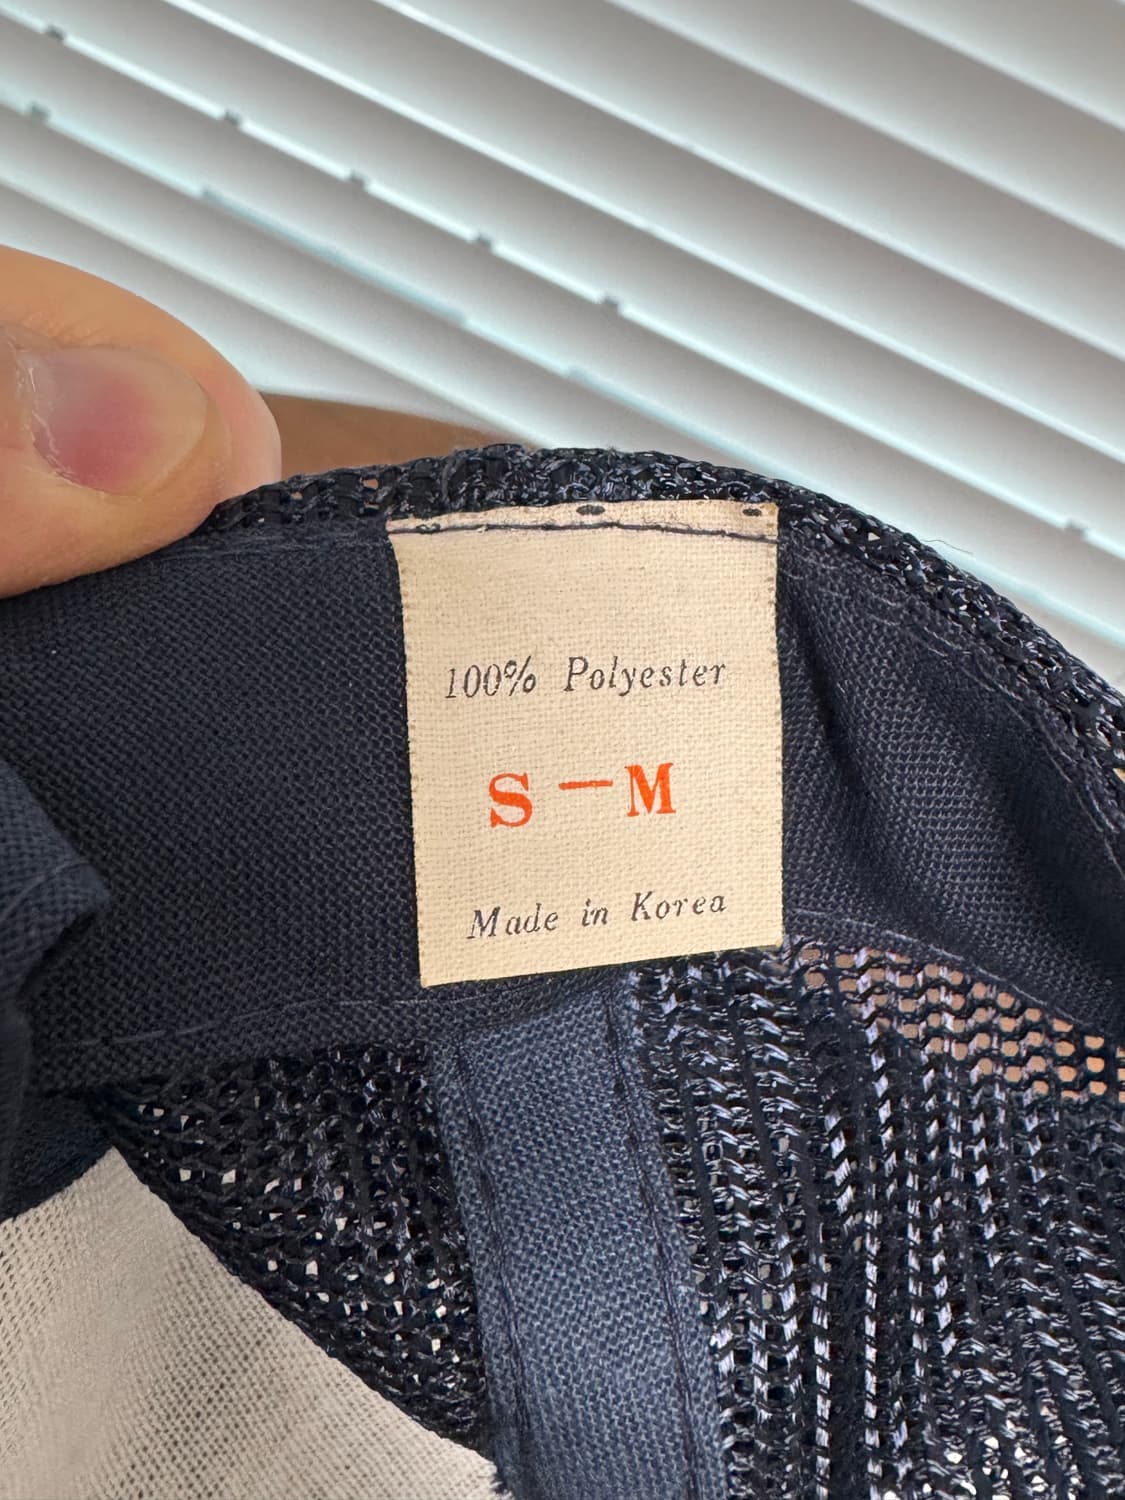 100% Polyester
S — M
Made in Korea